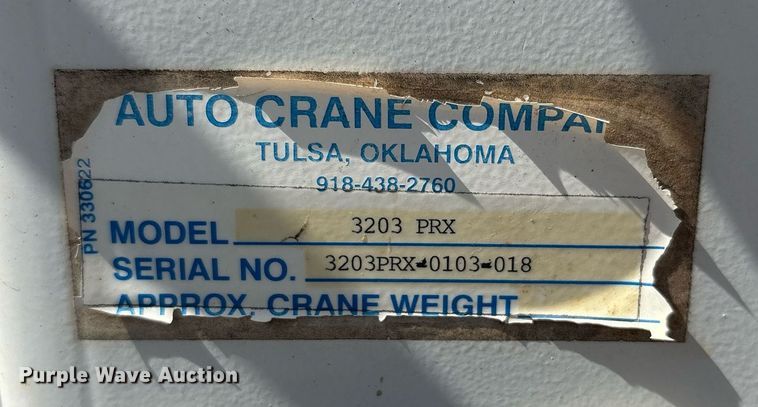 AUTO CRANE COMPA
TULSA, OKLAHOMA
918-438-2760
PN 330622
MODEL 3203 PRX
SERIAL NO. 3203PRX-0103-018
APPROX. CRANE WEIGHT
Purple Wave Auction